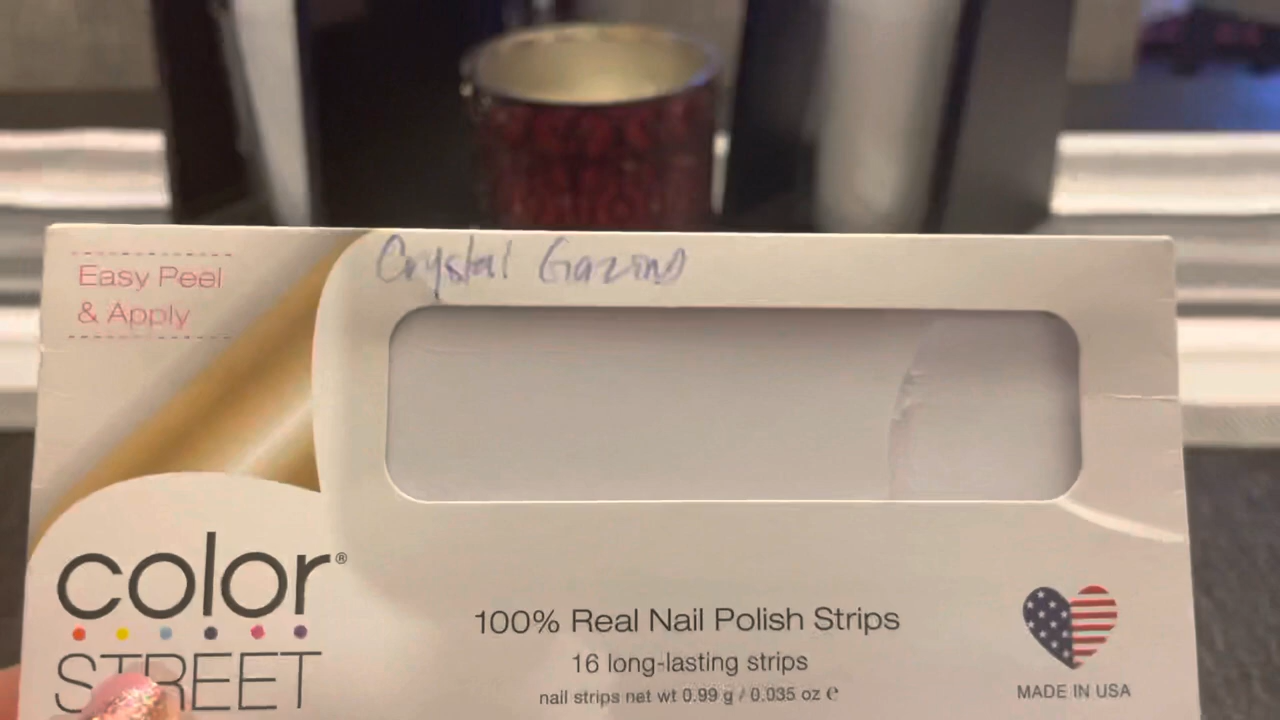 Crystal Gazing
Easy Peel
& Apply
color®
STREET
100% Real Nail Polish Strips
16 long-lasting strips
nail strips net wt 0.99 g / 0.035 oz e
MADE IN USA